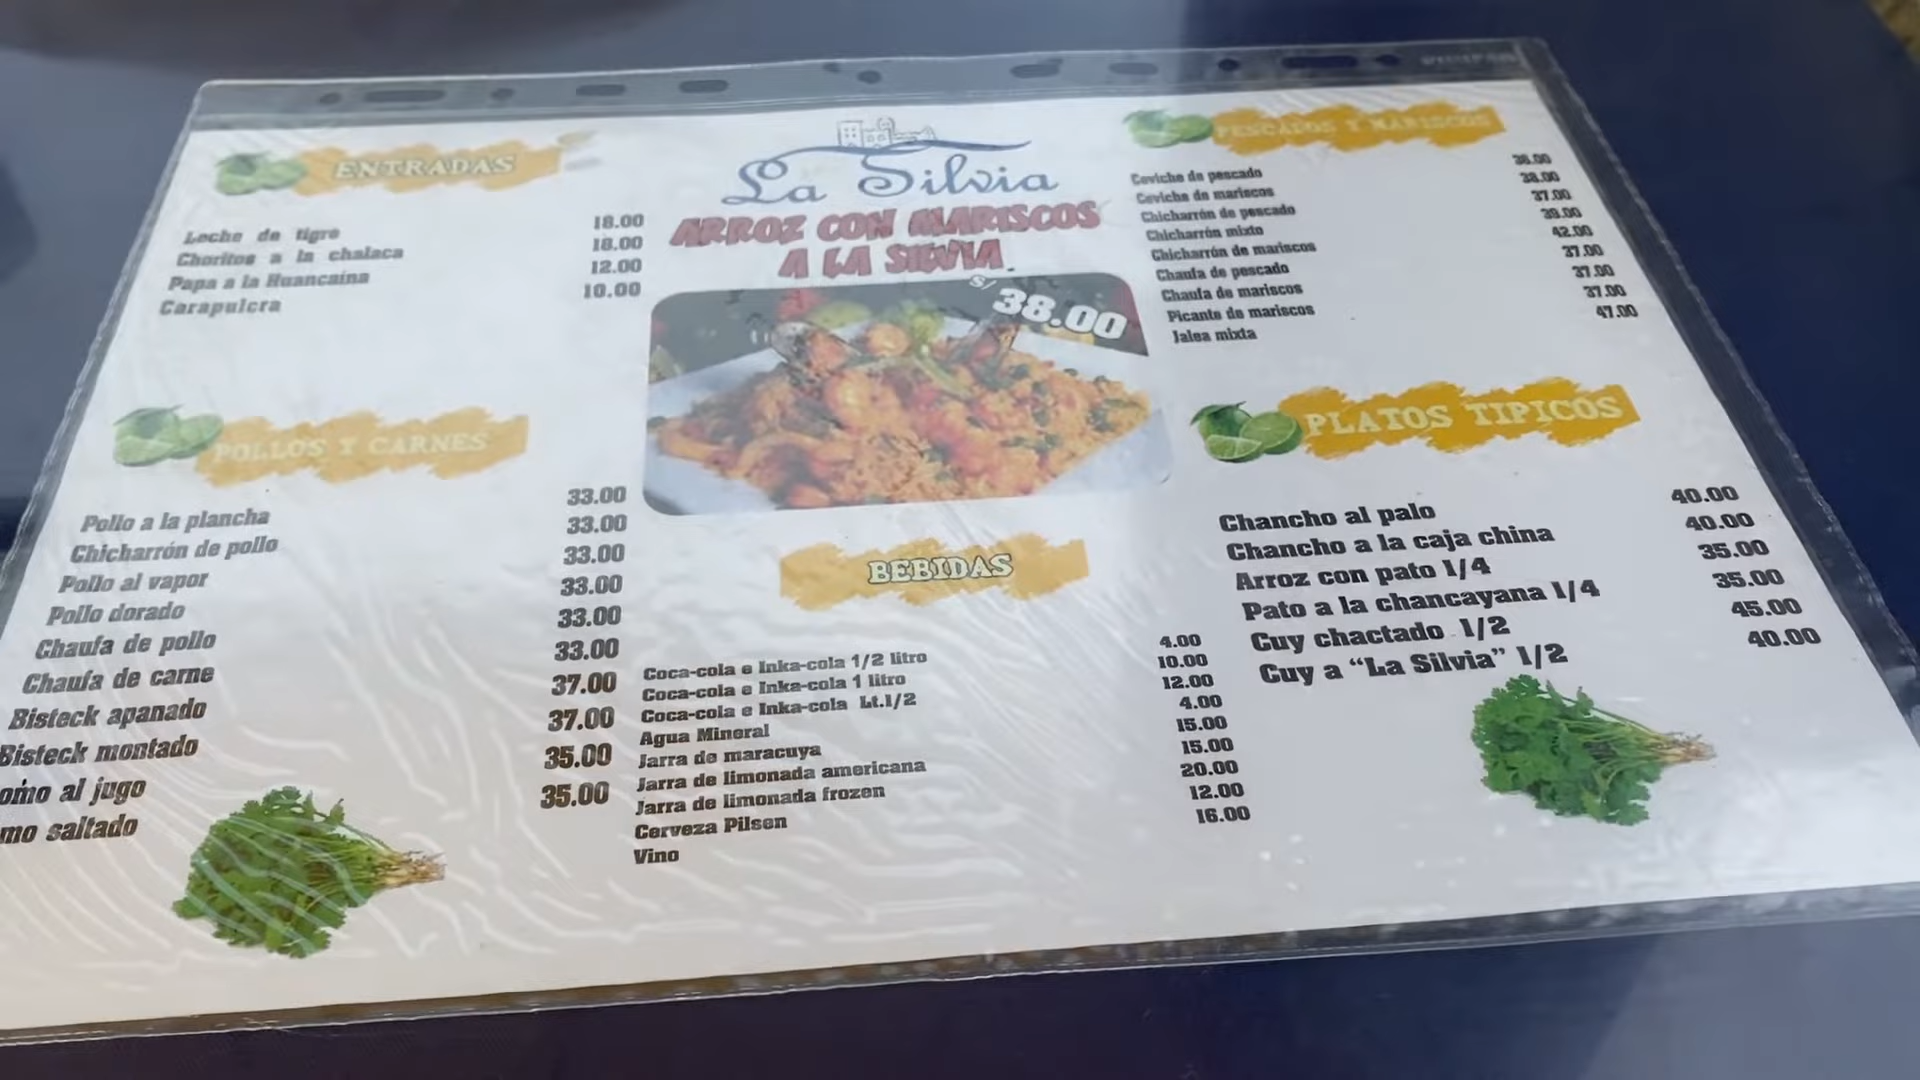 ENTRADAS
Leche de tigre 18.00
Choritos a la chalaca 18.00
Papa a la Huancaína 12.00
Carapulcra 10.00
POLLOS Y CARNES
Pollo a la plancha 33.00
Chicharrón de pollo 33.00
Pollo al vapor 33.00
Pollo dorado 33.00
Chaufa de pollo 33.00
Chaufa de carne 33.00
Bisteck apanado 37.00
Bisteck montado 37.00
omo al jugo 35.00
mo saltado 35.00
La Silvia
ARROZ CON MARISCOS
A LA SILVIA
S/ 38.00
BEBIDAS
Coca-cola e Inka-cola 1/2 litro 4.00
Coca-cola e Inka-cola 1 litro 10.00
Coca-cola e Inka-cola Lt.1/2 12.00
Agua Mineral 4.00
Jarra de maracuya 15.00
Jarra de limonada americana 15.00
Jarra de limonada frozen 20.00
Cerveza Pilsen 12.00
Vino 16.00
PESCADOS Y MARISCOS
Ceviche de pescado
Ceviche de mariscos 38.00
Chicharrón de pescado 37.00
Chicharrón mixto 39.00
Chicharrón de mariscos 42.00
Chaufa de pescado 37.00
Chaufa de mariscos 37.00
Picante de mariscos 37.00
Jalea mixta 47.00
PLATOS TIPICOS
Chancho al palo 40.00
Chancho a la caja china 40.00
Arroz con pato 1/4 35.00
Pato a la chancayana 1/4 35.00
Cuy chactado 1/2 45.00
Cuy a “La Silvia” 1/2 40.00